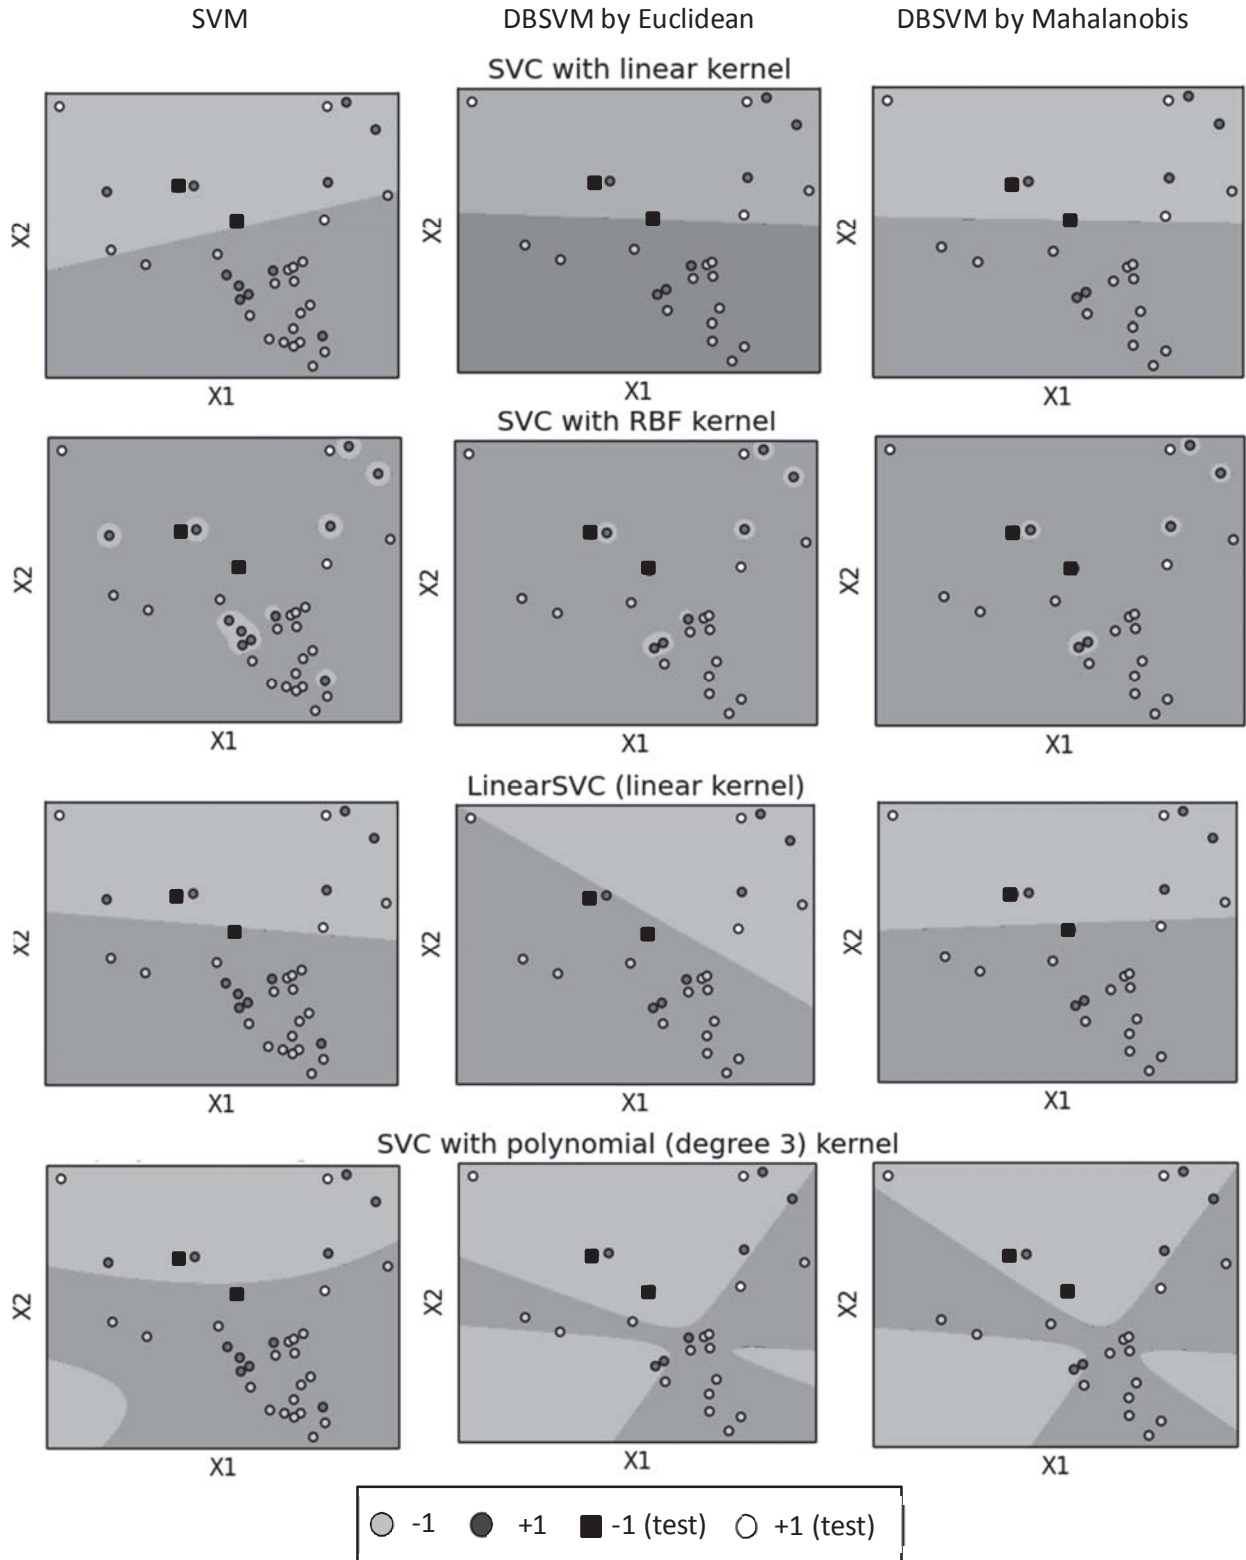 SVM DBSVM by Euclidean DBSVM by Mahalanobis
SVC with linear kernel
X2 X2 X2
X1 X1 X1
SVC with RBF kernel
X2 X2 X2
X1 X1 X1
LinearSVC (linear kernel)
X2 X2 X2
X1 X1 X1
SVC with polynomial (degree 3) kernel
X2 X2 X2
X1 X1 X1
-1 +1 -1 (test) +1 (test)